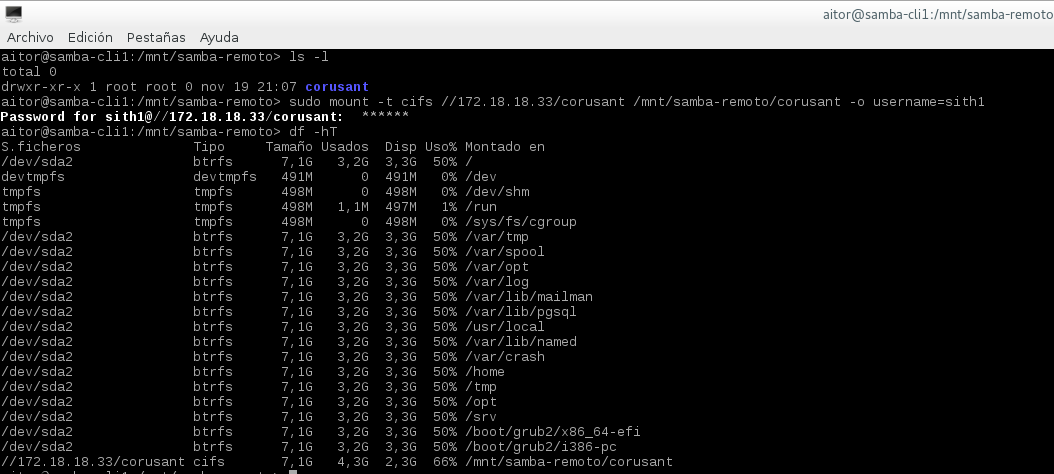 aitor@samba-cli1:/mnt/samba-remoto
Archivo Edición Pestañas Ayuda
aitor@samba-cli1:/mnt/samba-remoto> ls -l
total 0
drwxr-xr-x 1 root root 0 nov 19 21:07 corusant
aitor@samba-cli1:/mnt/samba-remoto> sudo mount -t cifs //172.18.18.33/corusant /mnt/samba-remoto/corusant -o username=sith1
Password for sith1@//172.18.18.33/corusant:  ******
aitor@samba-cli1:/mnt/samba-remoto> df -hT
S.ficheros              Tipo     Tamaño Usados  Disp Uso% Montado en
/dev/sda2               btrfs      7,1G   3,2G  3,3G  50% /
devtmpfs                devtmpfs   491M      0  491M   0% /dev
tmpfs                   tmpfs      498M      0  498M   0% /dev/shm
tmpfs                   tmpfs      498M   1,1M  497M   1% /run
tmpfs                   tmpfs      498M      0  498M   0% /sys/fs/cgroup
/dev/sda2               btrfs      7,1G   3,2G  3,3G  50% /var/tmp
/dev/sda2               btrfs      7,1G   3,2G  3,3G  50% /var/spool
/dev/sda2               btrfs      7,1G   3,2G  3,3G  50% /var/opt
/dev/sda2               btrfs      7,1G   3,2G  3,3G  50% /var/log
/dev/sda2               btrfs      7,1G   3,2G  3,3G  50% /var/lib/mailman
/dev/sda2               btrfs      7,1G   3,2G  3,3G  50% /var/lib/pgsql
/dev/sda2               btrfs      7,1G   3,2G  3,3G  50% /usr/local
/dev/sda2               btrfs      7,1G   3,2G  3,3G  50% /var/lib/named
/dev/sda2               btrfs      7,1G   3,2G  3,3G  50% /var/crash
/dev/sda2               btrfs      7,1G   3,2G  3,3G  50% /home
/dev/sda2               btrfs      7,1G   3,2G  3,3G  50% /tmp
/dev/sda2               btrfs      7,1G   3,2G  3,3G  50% /opt
/dev/sda2               btrfs      7,1G   3,2G  3,3G  50% /srv
/dev/sda2               btrfs      7,1G   3,2G  3,3G  50% /boot/grub2/x86_64-efi
/dev/sda2               btrfs      7,1G   3,2G  3,3G  50% /boot/grub2/i386-pc
//172.18.18.33/corusant cifs       7,1G   4,3G  2,3G  66% /mnt/samba-remoto/corusant